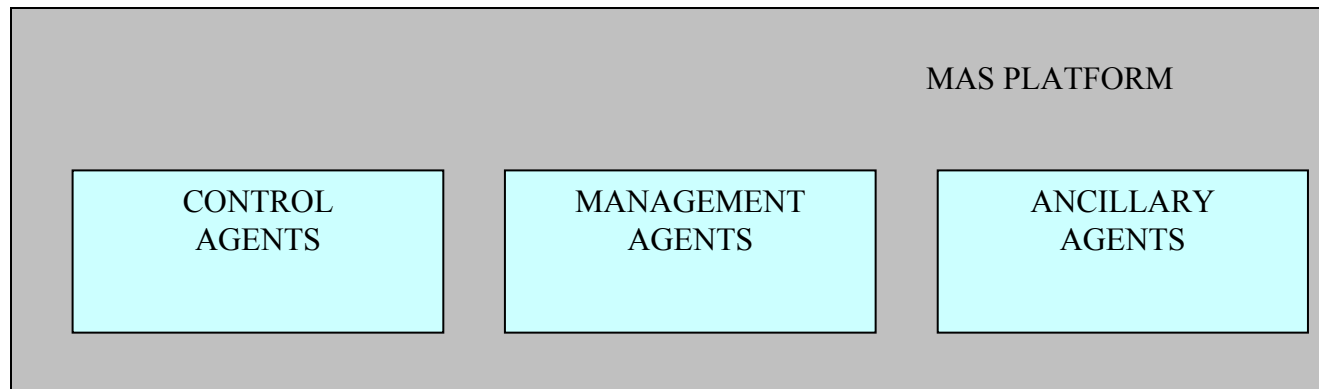 MAS PLATFORM
CONTROL
AGENTS
MANAGEMENT
AGENTS
ANCILLARY
AGENTS